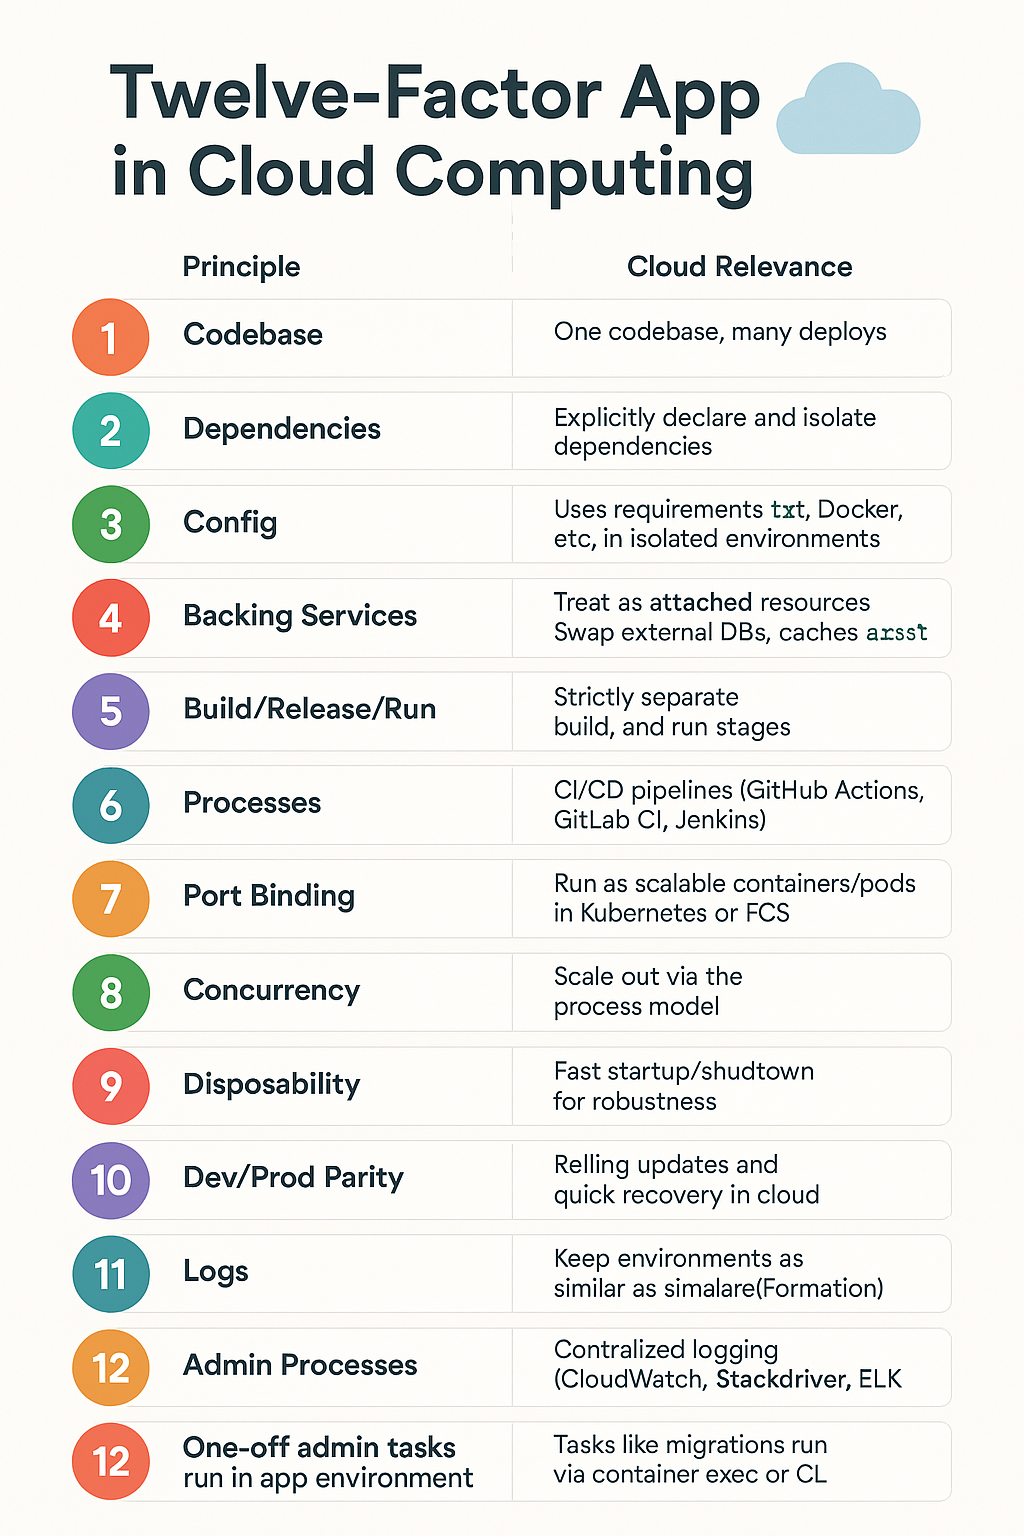 Twelve-Factor App
in Cloud Computing
Principle
Cloud Relevance
1
Codebase
One codebase, many deploys
2
Dependencies
Explicitly declare and isolate
dependencies
3
Config
Uses requirements txt, Docker,
etc, in isolated environments
4
Backing Services
Treat as attached resources
Swap external DBs, caches arsst
5
Build/Release/Run
Strictly separate
build, and run stages
6
Processes
CI/CD pipelines (GitHub Actions,
GitLab CI, Jenkins)
7
Port Binding
Run as scalable containers/pods
in Kubernetes or FCS
8
Concurrency
Scale out via the
process model
9
Disposability
Fast startup/shudtown
for robustness
10
Dev/Prod Parity
Relling updates and
quick recovery in cloud
11
Logs
Keep environments as
similar as simalare(Formation)
12
Admin Processes
Contralized logging
(CloudWatch, Stackdriver, ELK
12
One-off admin tasks
run in app environment
Tasks like migrations run
via container exec or CL